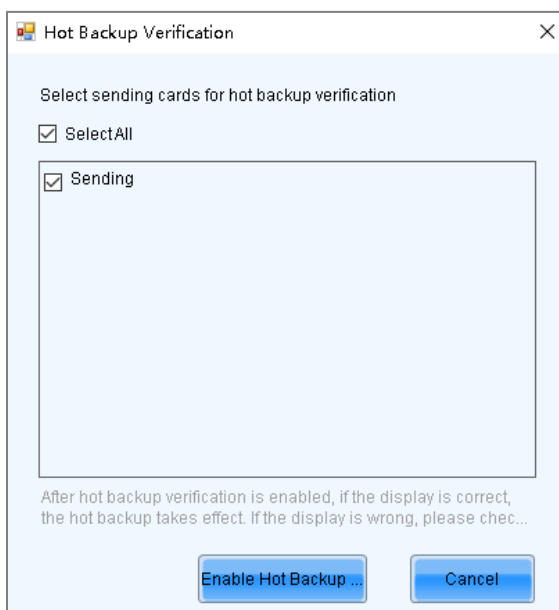 Hot Backup Verification
Select sending cards for hot backup verification
SelectAll
Sending
After hot backup verification is enabled, if the display is correct,
the hot backup takes effect. If the display is wrong, please chec...
Enable Hot Backup ...
Cancel